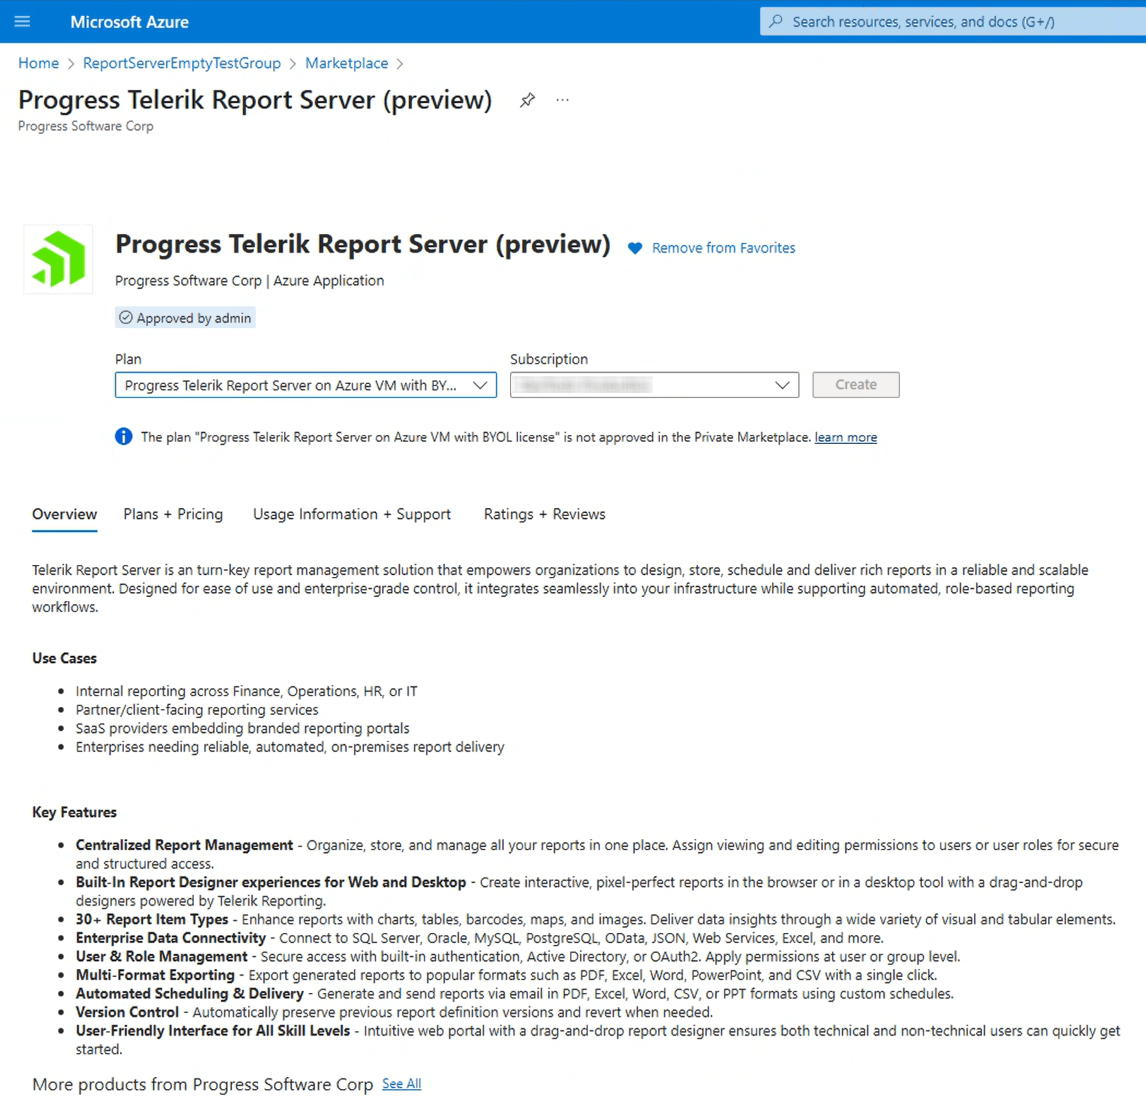 Microsoft Azure
Search resources, services, and docs (G+/)
Home > ReportServerEmptyTestGroup > Marketplace >
Progress Telerik Report Server (preview) ...
Progress Software Corp
Progress Telerik Report Server (preview)
Remove from Favorites
Progress Software Corp | Azure Application
Approved by admin
Plan
Subscription
Progress Telerik Report Server on Azure VM with BY...
Create
The plan "Progress Telerik Report Server on Azure VM with BYOL license" is not approved in the Private Marketplace. learn more
Overview
Plans + Pricing
Usage Information + Support
Ratings + Reviews
Telerik Report Server is an turn-key report management solution that empowers organizations to design, store, schedule and deliver rich reports in a reliable and scalable
environment. Designed for ease of use and enterprise-grade control, it integrates seamlessly into your infrastructure while supporting automated, role-based reporting
workflows.
Use Cases
• Internal reporting across Finance, Operations, HR, or IT
• Partner/client-facing reporting services
• SaaS providers embedding branded reporting portals
• Enterprises needing reliable, automated, on-premises report delivery
Key Features
• Centralized Report Management - Organize, store, and manage all your reports in one place. Assign viewing and editing permissions to users or user roles for secure
and structured access.
• Built-In Report Designer experiences for Web and Desktop - Create interactive, pixel-perfect reports in the browser or in a desktop tool with a drag-and-drop
designers powered by Telerik Reporting.
• 30+ Report Item Types - Enhance reports with charts, tables, barcodes, maps, and images. Deliver data insights through a wide variety of visual and tabular elements.
• Enterprise Data Connectivity - Connect to SQL Server, Oracle, MySQL, PostgreSQL, OData, JSON, Web Services, Excel, and more.
• User & Role Management - Secure access with built-in authentication, Active Directory, or OAuth2. Apply permissions at user or group level.
• Multi-Format Exporting - Export generated reports to popular formats such as PDF, Excel, Word, PowerPoint, and CSV with a single click.
• Automated Scheduling & Delivery - Generate and send reports via email in PDF, Excel, Word, CSV, or PPT formats using custom schedules.
• Version Control - Automatically preserve previous report definition versions and revert when needed.
• User-Friendly Interface for All Skill Levels - Intuitive web portal with a drag-and-drop report designer ensures both technical and non-technical users can quickly get
started.
More products from Progress Software Corp See All